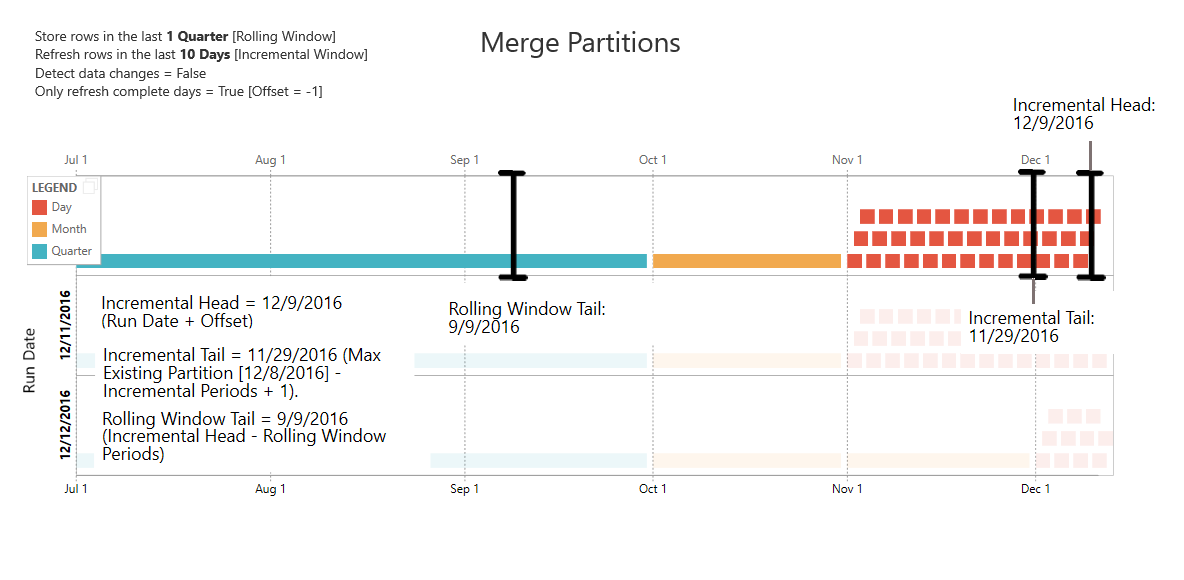 Store rows in the last 1 Quarter [Rolling Window]
Refresh rows in the last 10 Days [Incremental Window]
Detect data changes = False
Only refresh complete days = True [Offset = -1]
Merge Partitions
Incremental Head:
12/9/2016
Jul 1
Aug 1
Sep 1
Oct 1
Nov 1
Dec 1
LEGEND
Day
Month
Quarter
Run Date
12/11/2016
12/12/2016
Incremental Head = 12/9/2016
(Run Date + Offset)
Rolling Window Tail:
9/9/2016
Incremental Tail:
11/29/2016
Incremental Tail = 11/29/2016 (Max
Existing Partition [12/8/2016] -
Incremental Periods + 1).
Rolling Window Tail = 9/9/2016
(Incremental Head - Rolling Window
Periods)
Jul 1
Aug 1
Sep 1
Oct 1
Nov 1
Dec 1